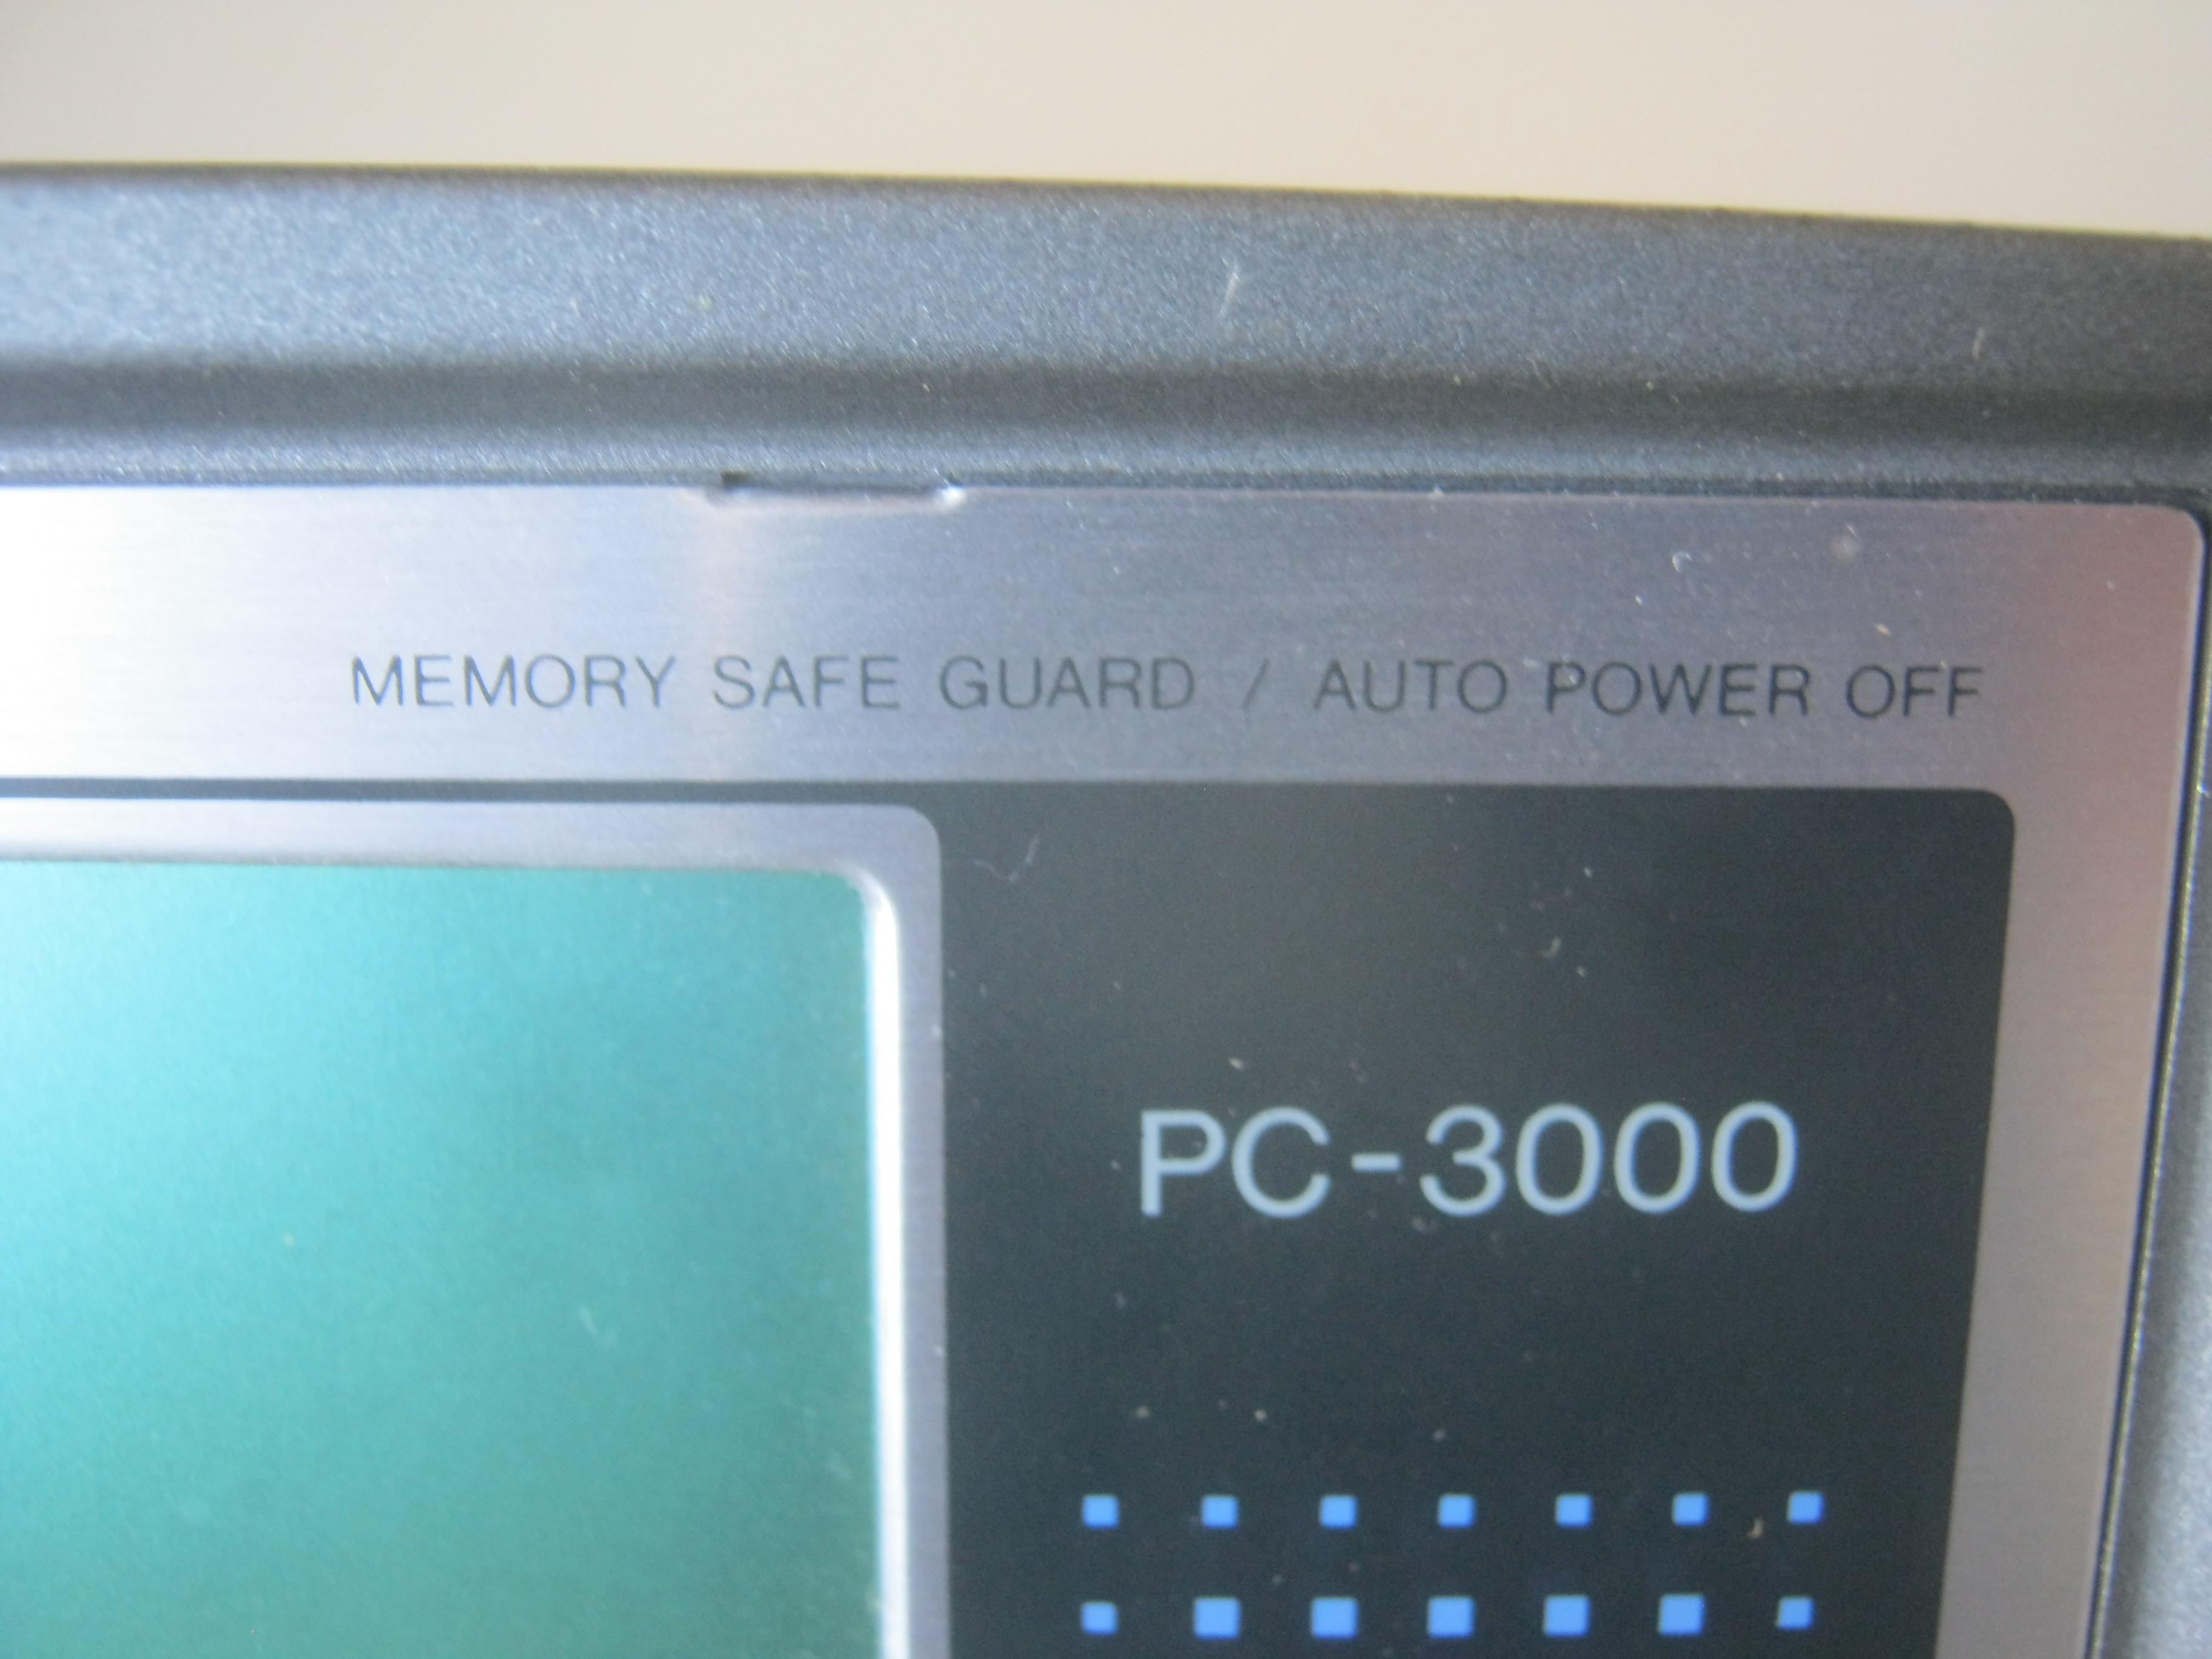 MEMORY SAFE GUARD / AUTO POWER OFF
PC-3000